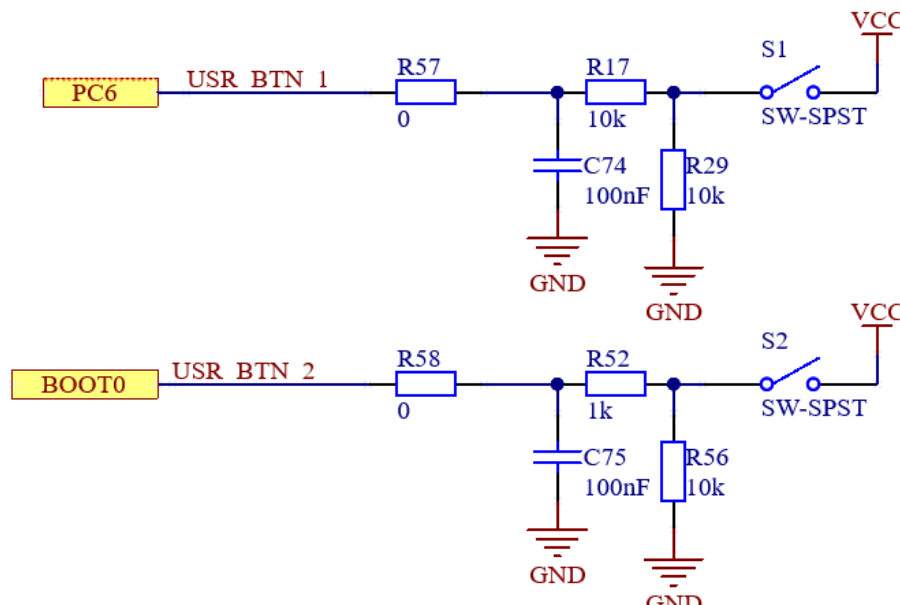 VCC
S1
R57
R17
USR_BTN_1
PC6
0
10k
SW-SPST
C74
R29
100nF
10k
GND
GND
VCC
S2
R58
R52
USR_BTN_2
BOOT0
0
1k
SW-SPST
C75
R56
100nF
10k
GND
GND